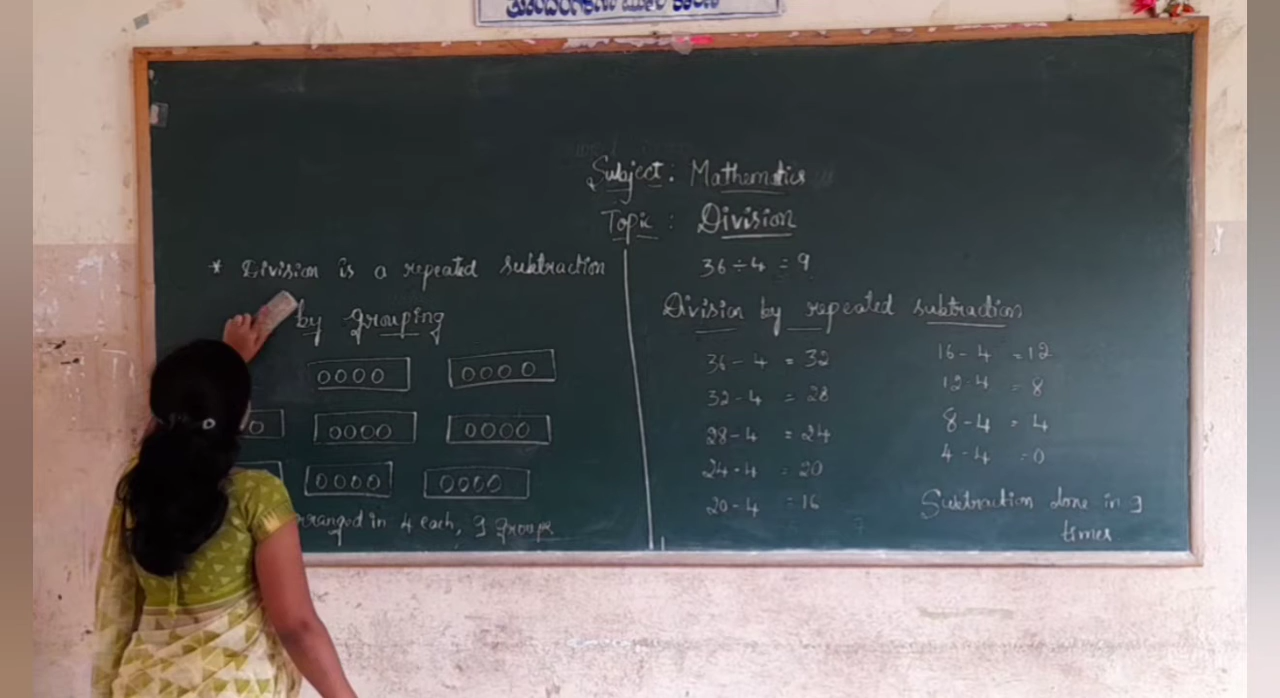 Subject: Mathematics
Topic : Division
* Division is a repeated subtraction
by grouping
0000 0000
0 0000 0000
0000 0000
rranged in 4 each, 9 groups
36÷4 = 9
Division by repeated subtraction
36-4 = 32
32-4 = 28
28-4 = 24
24-4 = 20
20-4 = 16
16-4 = 12
12-4 = 8
8-4 = 4
4-4 = 0
Subtraction done in 9
times